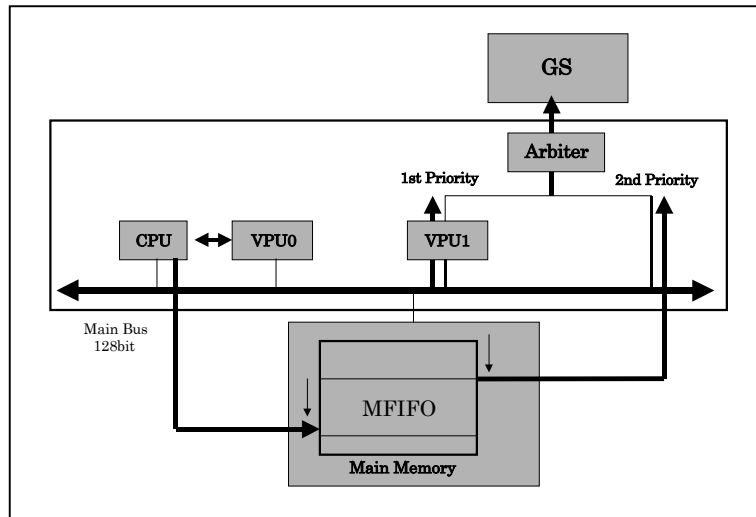 GS
Arbiter
1st Priority
2nd Priority
CPU
VPU0
VPU1
Main Bus
128bit
MFIFO
Main Memory